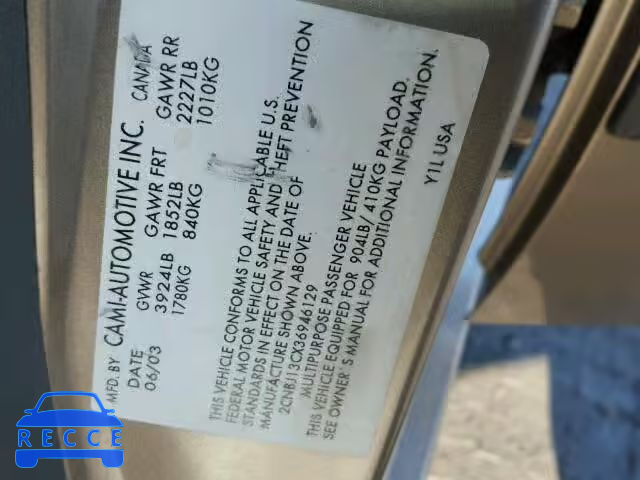 MFD. BY CAMI-AUTOMOTIVE INC. CANADA
DATE GVWR GAWR FRT GAWR RR
06/03 3924LB 1852LB 2227LB
1780KG 840KG 1010KG
THIS VEHICLE CONFORMS TO ALL APPLICABLE U.S.
FEDERAL MOTOR VEHICLE SAFETY AND THEFT PREVENTION
STANDARDS IN EFFECT ON THE DATE OF
MANUFACTURE SHOWN ABOVE.
2CNBJ13CX36946129
MULTIPURPOSE PASSENGER VEHICLE
THIS VEHICLE EQUIPPED FOR 904LB/ 410KG PAYLOAD.
SEE OWNER'S MANUAL FOR ADDITIONAL INFORMATION.
Y1L USA
RECCE